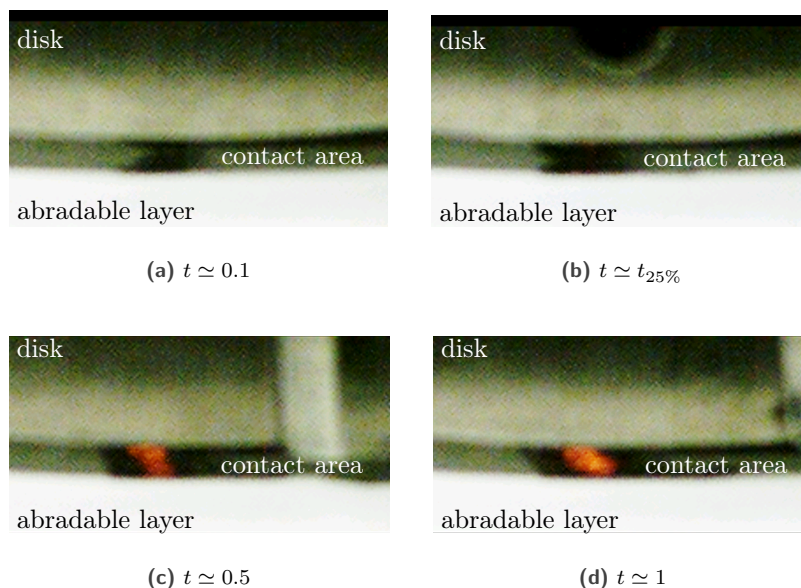 disk
contact area
abradable layer
(a) t ≃ 0.1
disk
contact area
abradable layer
(b) t ≃ t25%
disk
contact area
abradable layer
(c) t ≃ 0.5
disk
contact area
abradable layer
(d) t ≃ 1